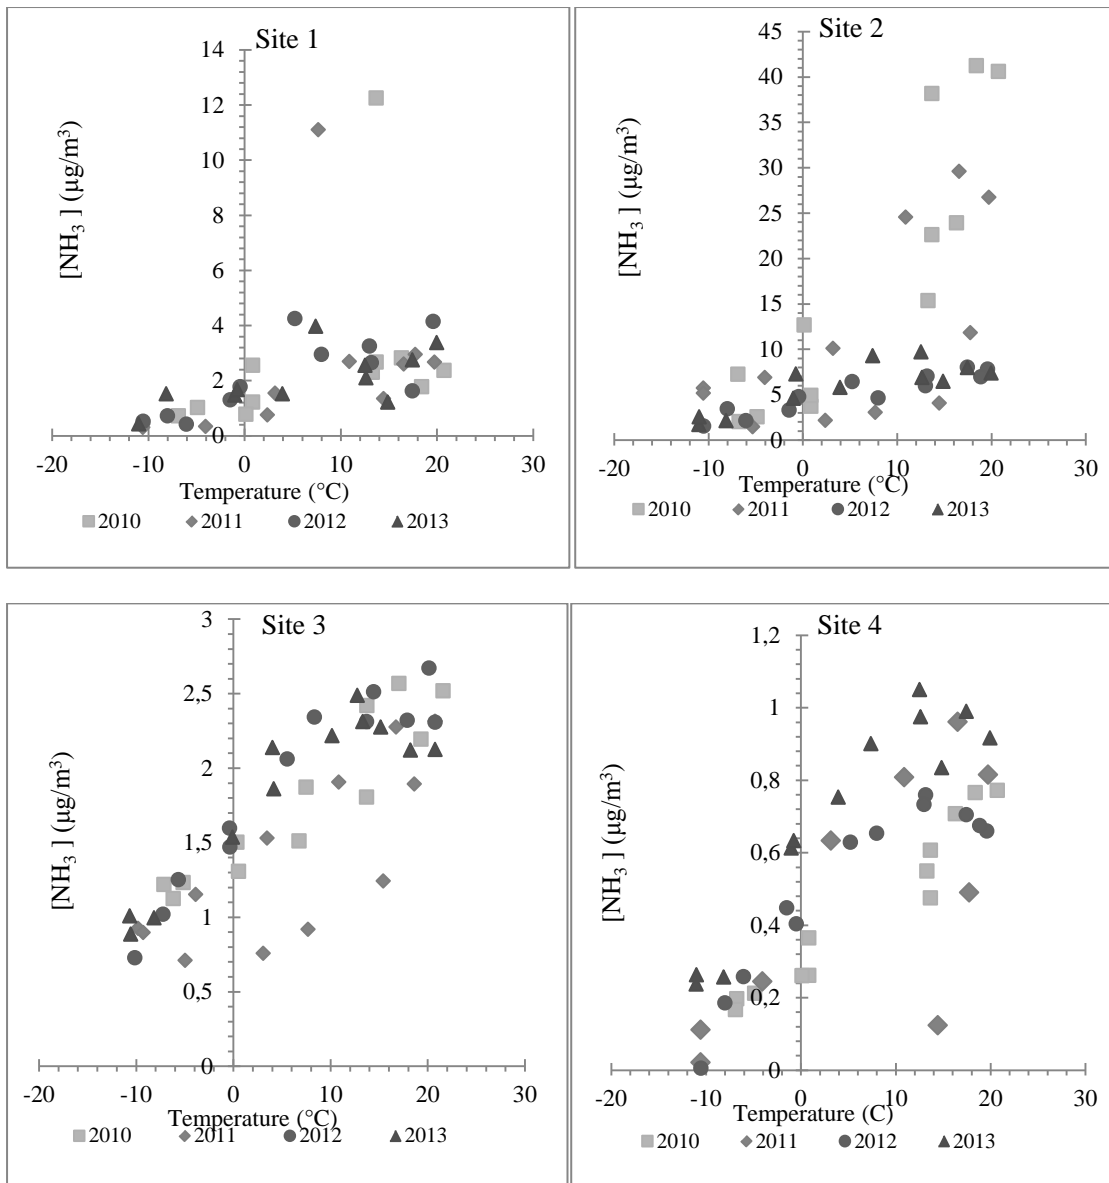 Site 1
14
12
10
8
6
4
2
0
[NH3 ] (µg/m3)
-20 -10 0 10 20 30
Temperature (°C)
2010 2011 2012 2013
Site 2
45
40
35
30
25
20
15
10
5
0
[NH3 ] (µg/m3)
-20 -10 0 10 20 30
Temperature (°C)
2010 2011 2012 2013
Site 3
3
2,5
2
1,5
1
0,5
0
[NH3 ] (µg/m3)
-20 -10 0 10 20 30
Temperature (°C)
2010 2011 2012 2013
Site 4
1,2
1
0,8
0,6
0,4
0,2
0
[NH3 ] (µg/m3)
-20 -10 0 10 20 30
Temperature (C)
2010 2011 2012 2013